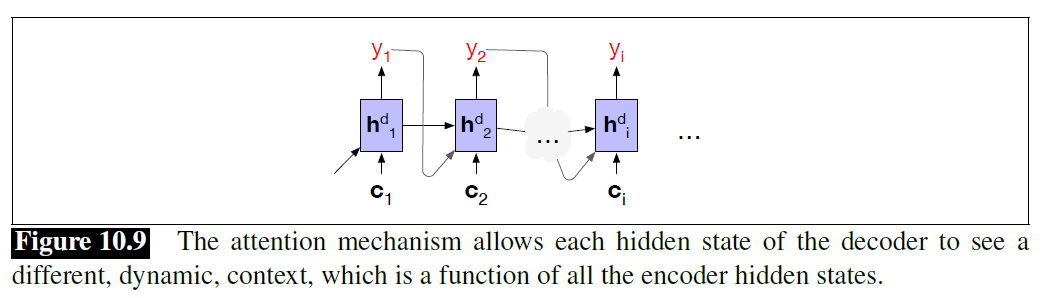 y1 y2 yi
hd1 hd2 ... hdi ...
c1 c2 ci
Figure 10.9 The attention mechanism allows each hidden state of the decoder to see a
different, dynamic, context, which is a function of all the encoder hidden states.